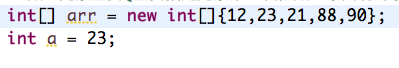 int[] arr = new int[]{12,23,21,88,90};
int a = 23;